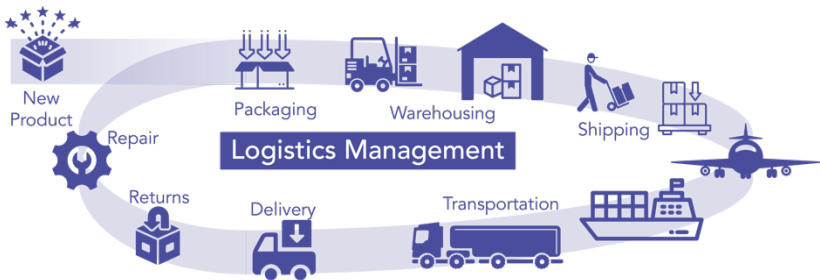 New
Product
Packaging
Warehousing
Shipping
Repair
Logistics Management
Returns
Delivery
Transportation